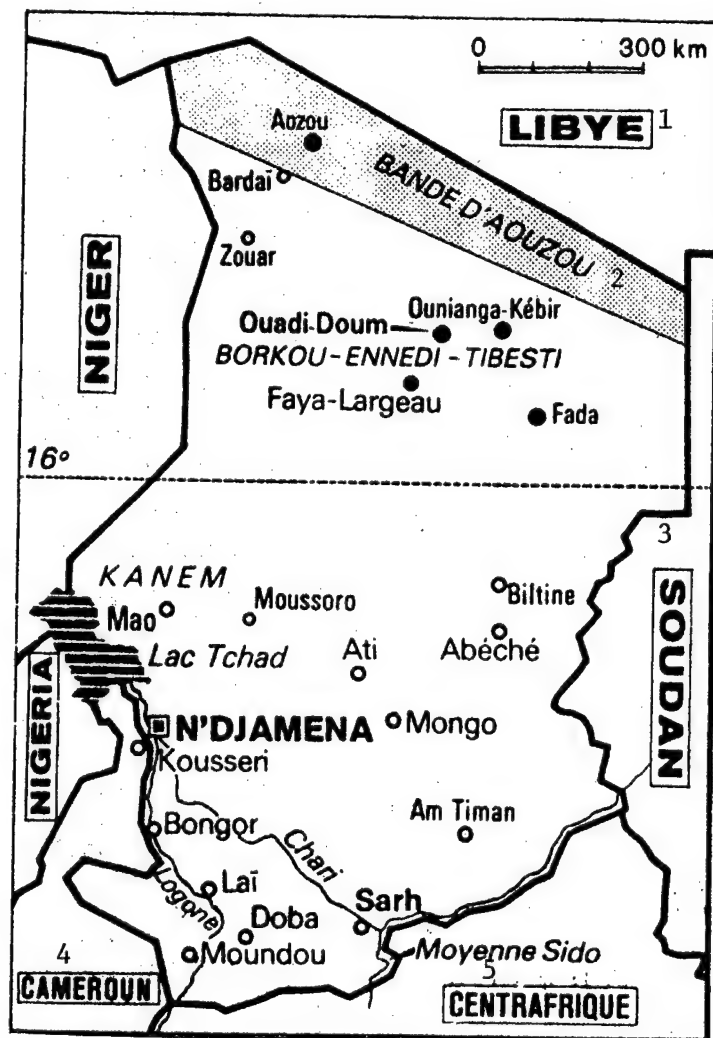 0 300 km
LIBYE 1
Aozou
BANDE D'AOUZOU 2
Bardaï
Zouar
NIGER
Ounianga-Kébir
Ouadi-Doum
BORKOU-ENNEDI-TIBESTI
Faya-Largeau
Fada
16°
3
KANEM
Mao
Moussoro
Biltine
Lac Tchad
Ati
Abéché
SOUDAN
NIGERIA
N'DJAMENA
Mongo
Kousseri
Bongor
Chari
Am Timan
Logone
Laï
Sarh
Doba
Moundou
Moyenne Sido
4
5
CAMEROUN
CENTRAFRIQUE